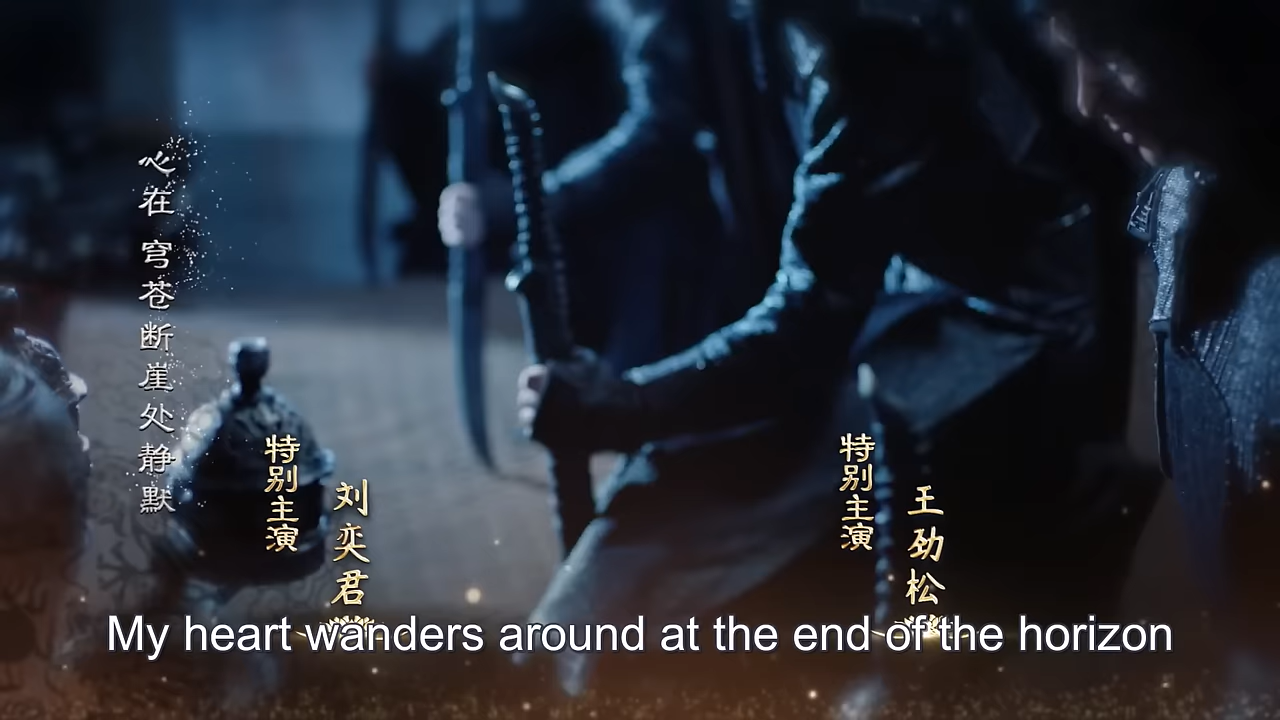 心在 穹苍断崖处静默
特别主演
刘奕君
特别主演
王劲松
My heart wanders around at the end of the horizon